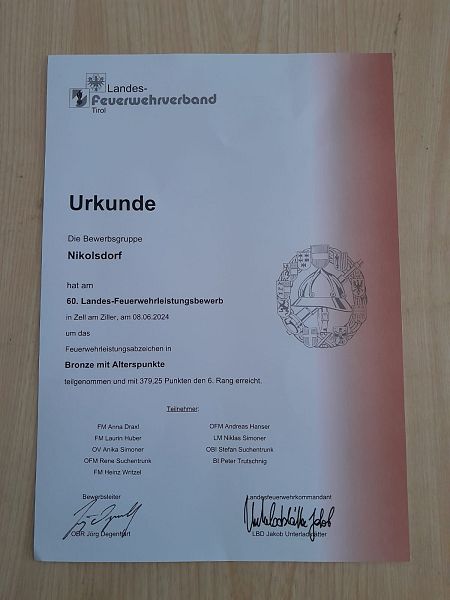 Landes-
Feuerwehrverband
Tirol
Urkunde
Die Bewerbsgruppe
Nikolsdorf
hat am
60. Landes-Feuerwehrleistungsbewerb
in Zell am Ziller, am 08.06.2024
um das
Feuerwehrleistungsabzeichen in
Bronze mit Alterspunkte
teilgenommen und mit 379,25 Punkten den 6. Rang erreicht.
Teilnehmer:
FM Anna Draxl
FM Laurin Huber
OV Anika Simoner
OFM Rene Suchentrunk
FM Heinz Writzel
OFM Andreas Hanser
LM Niklas Simoner
OBI Stefan Suchentrunk
BI Peter Trutschnig
Bewerbsleiter
OBR Jörg Degenhart
Landesfeuerwehrkommandant
Unterladstätter Jakob
LBD Jakob Unterladstätter